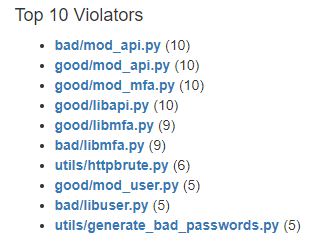 Top 10 Violators
bad/mod_api.py (10)
good/mod_api.py (10)
good/mod_mfa.py (10)
good/libapi.py (10)
good/libmfa.py (9)
bad/libmfa.py (9)
utils/httpbrute.py (6)
good/mod_user.py (5)
bad/libuser.py (5)
utils/generate_bad_passwords.py (5)